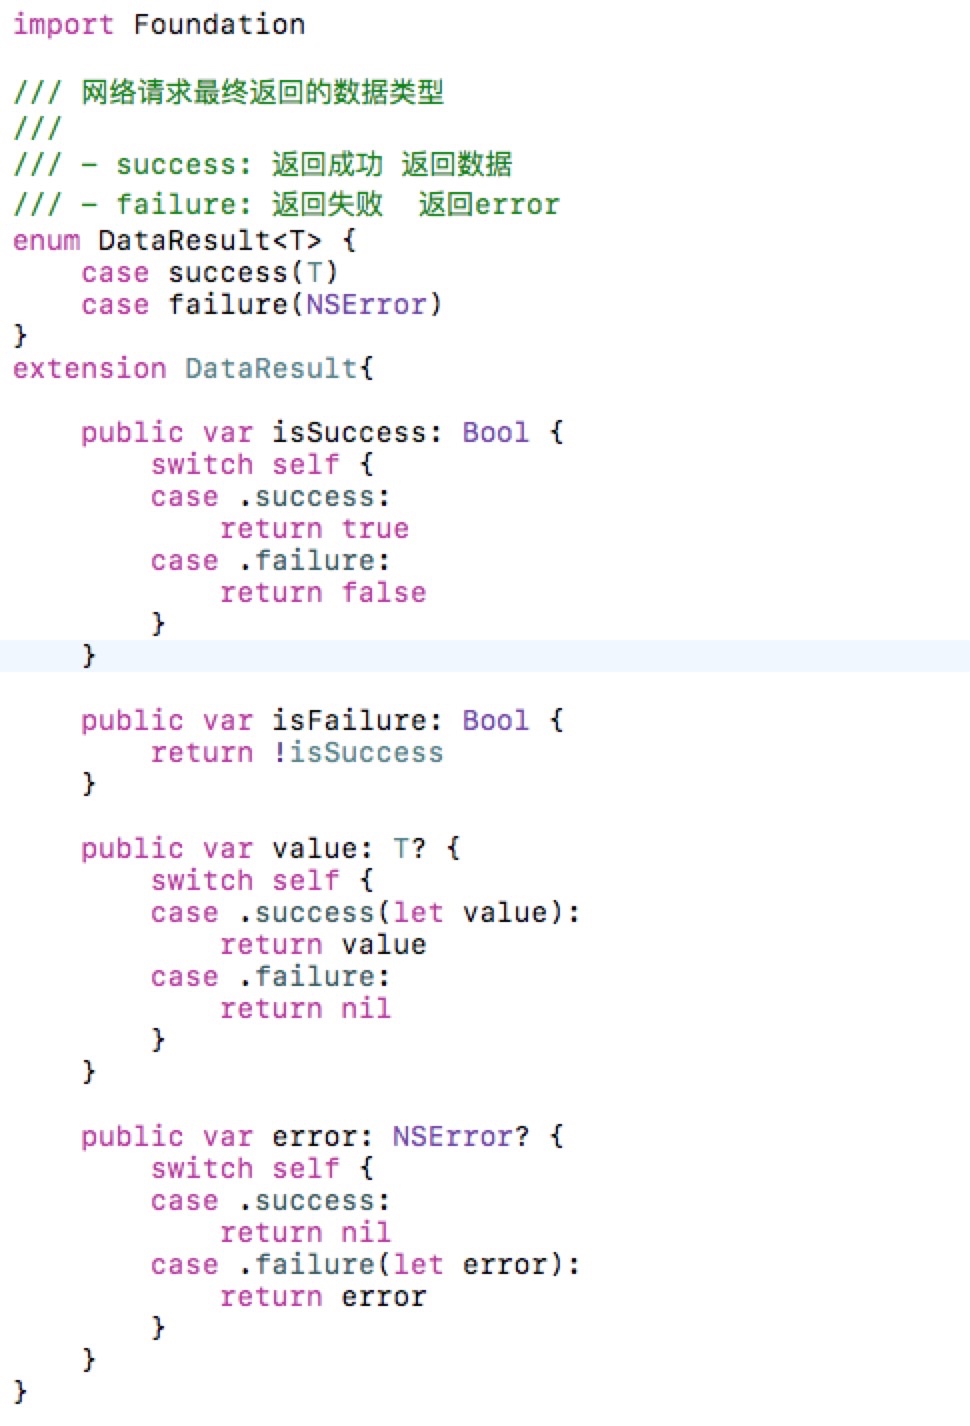 import Foundation
/// 网络请求最终返回的数据类型
///
/// – success: 返回成功 返回数据
/// – failure: 返回失败  返回error
enum DataResult<T> {
    case success(T)
    case failure(NSError)
}
extension DataResult{
    public var isSuccess: Bool {
        switch self {
        case .success:
            return true
        case .failure:
            return false
        }
    }
    public var isFailure: Bool {
        return !isSuccess
    }
    public var value: T? {
        switch self {
        case .success(let value):
            return value
        case .failure:
            return nil
        }
    }
    public var error: NSError? {
        switch self {
        case .success:
            return nil
        case .failure(let error):
            return error
        }
    }
}